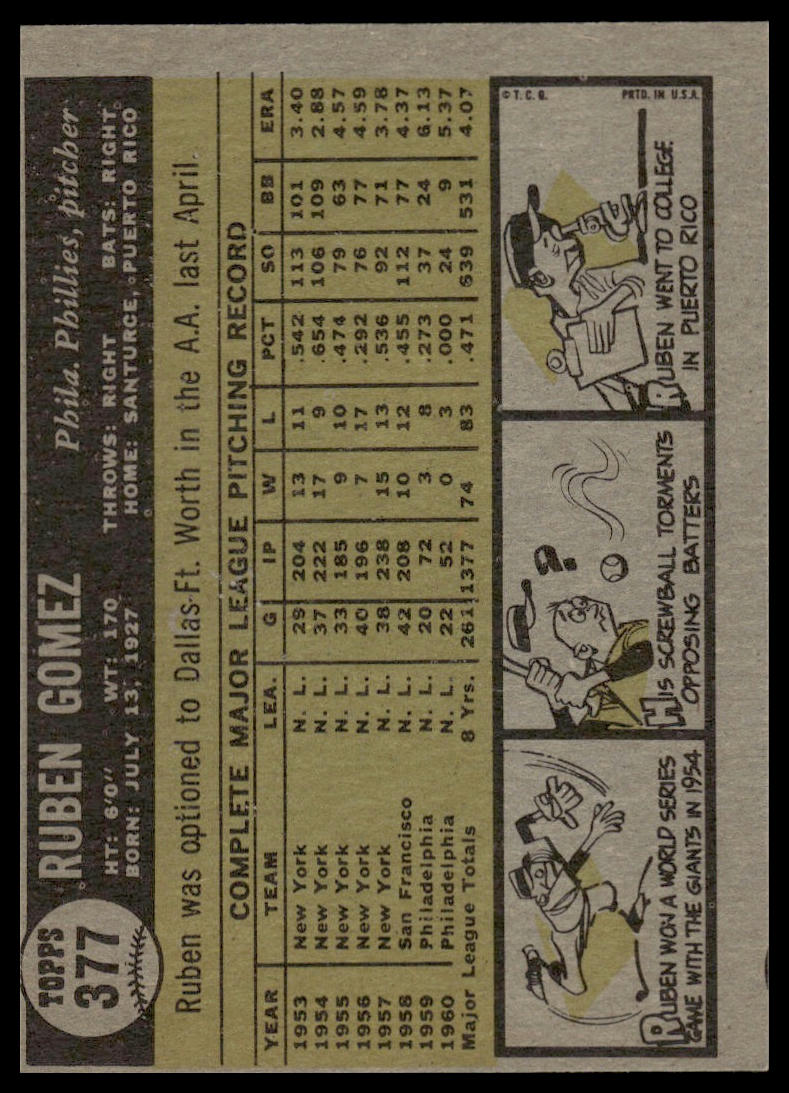 TOPPS
377
RUBEN GOMEZ Phila. Phillies, pitcher
HT: 6'0" WT: 170 THROWS: RIGHT BATS: RIGHT
BORN: JULY 13, 1927 HOME: SANTURCE, PUERTO RICO
Ruben was optioned to Dallas-Ft. Worth in the A.A. last April.
COMPLETE MAJOR LEAGUE PITCHING RECORD
YEAR TEAM LEA. G IP W L PCT SO BB ERA
1953 New York N. L. 29 204 13 11 .542 113 101 3.40
1954 New York N. L. 37 222 17 9 .654 106 109 2.88
1955 New York N. L. 33 185 9 10 .474 79 63 4.57
1956 New York N. L. 40 196 7 17 .292 76 77 4.59
1957 New York N. L. 38 238 15 13 .536 92 71 3.78
1958 San Francisco N. L. 42 208 10 12 .455 112 77 4.37
1959 Philadelphia N. L. 20 72 3 8 .273 37 24 6.13
1960 Philadelphia N. L. 22 52 0 3 .000 24 9 5.37
Major League Totals 8 Yrs. 261 1377 74 83 .471 639 531 4.07
RUBEN WON A WORLD SERIES
GAME WITH THE GIANTS IN 1954
?
HIS SCREWBALL TORMENTS
OPPOSING BATTERS
© T. C. G. PRTD. IN U.S.A.
RUBEN WENT TO COLLEGE
IN PUERTO RICO